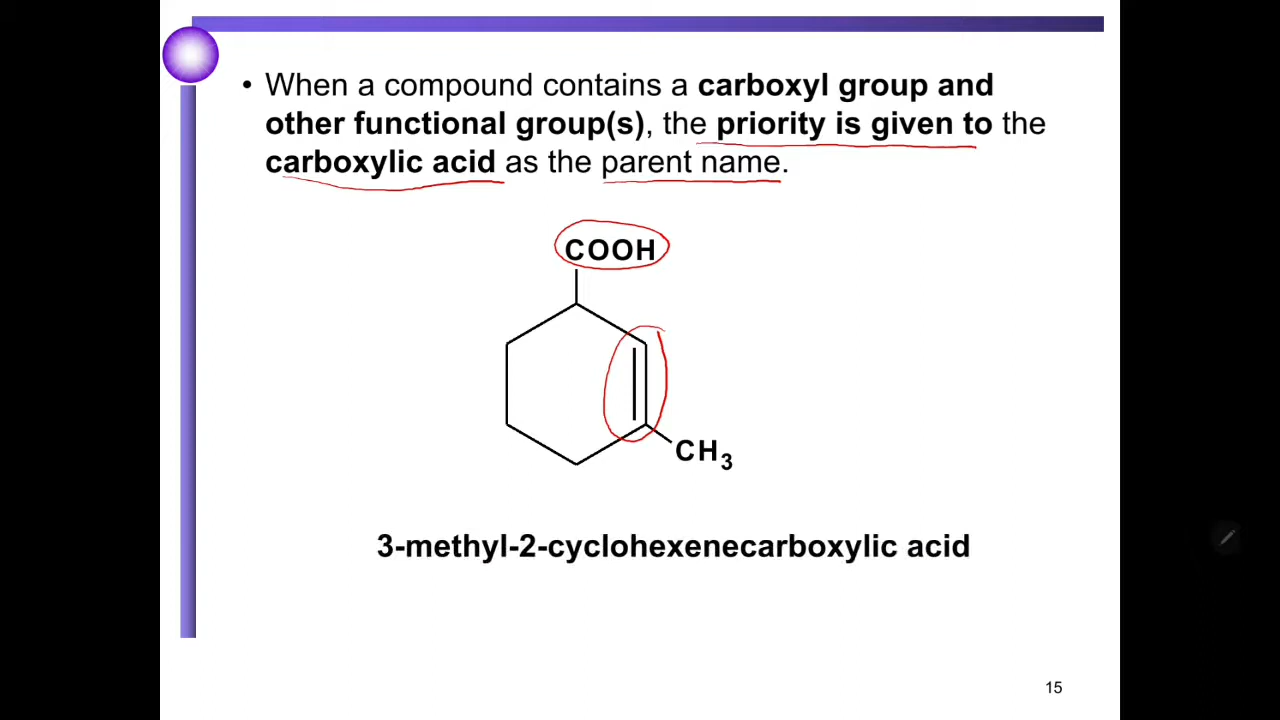 • When a compound contains a carboxyl group and
other functional group(s), the priority is given to the
carboxylic acid as the parent name.
COOH
CH3
3-methyl-2-cyclohexenecarboxylic acid
15